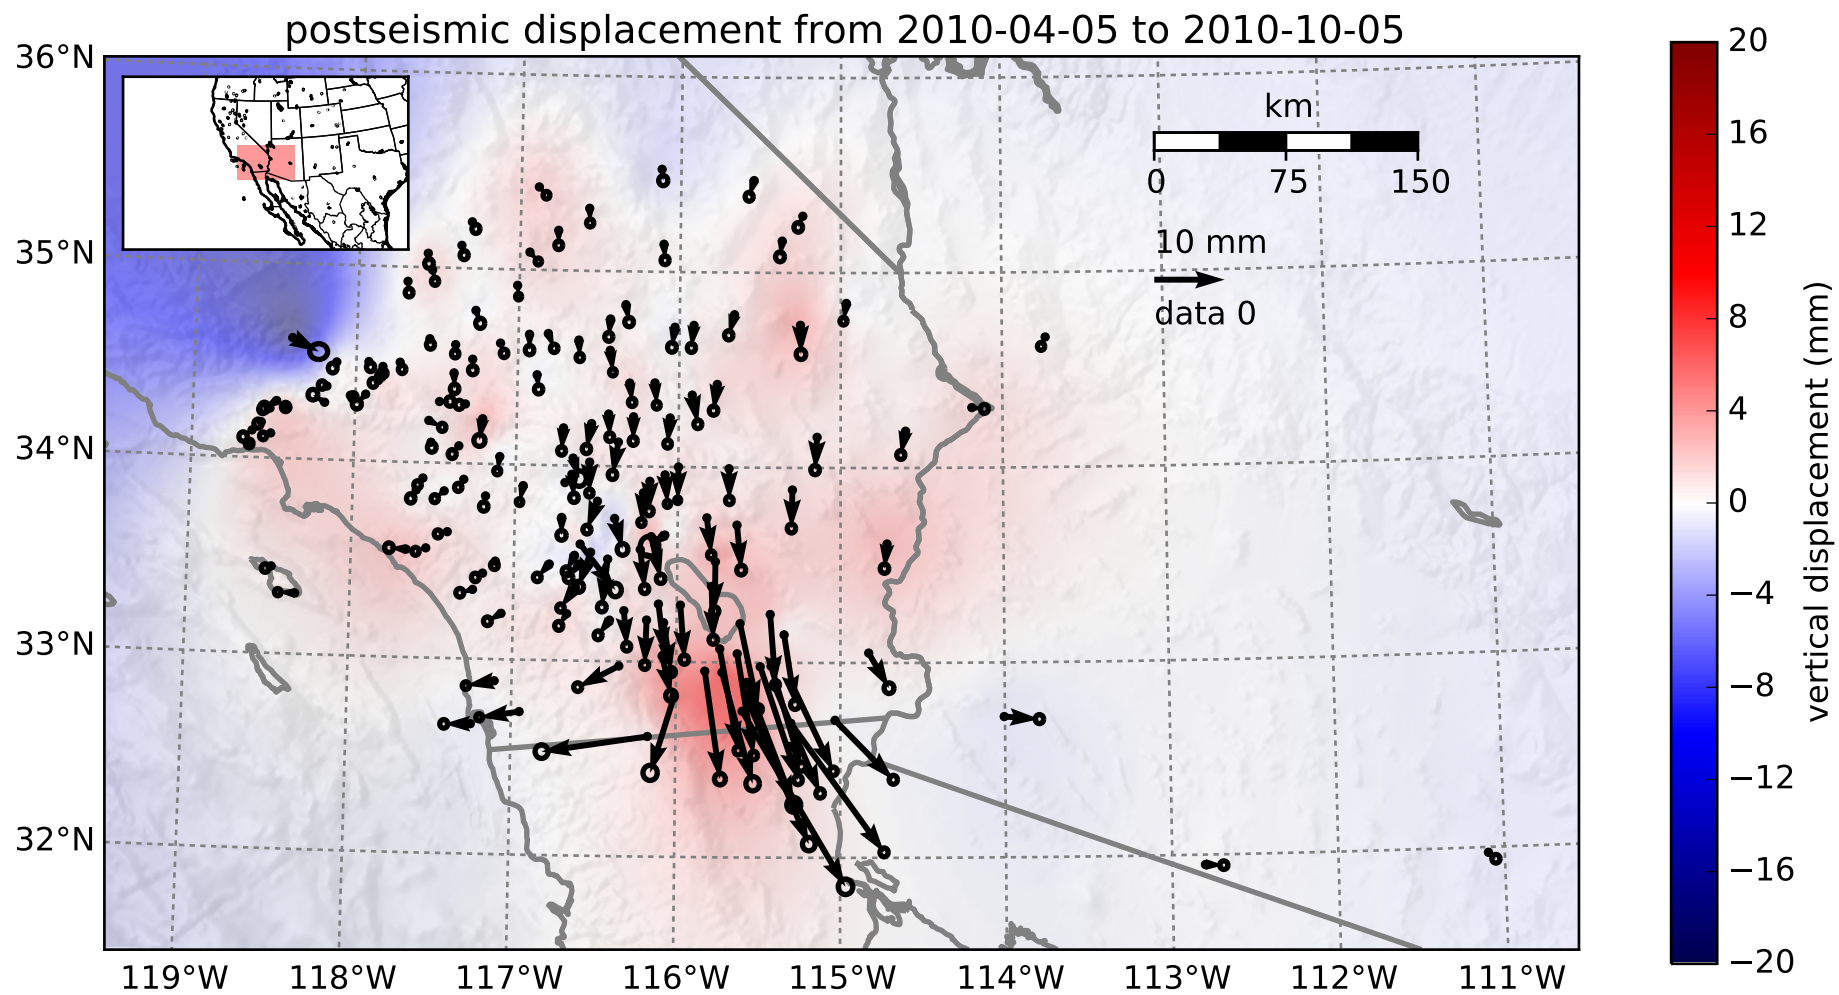 postseismic displacement from 2010-04-05 to 2010-10-05
36°N
35°N
34°N
33°N
32°N
119°W
118°W
117°W
116°W
115°W
114°W
113°W
112°W
111°W
km
0
75
150
10 mm
data 0
20
16
12
8
4
0
−4
−8
−12
−16
−20
vertical displacement (mm)